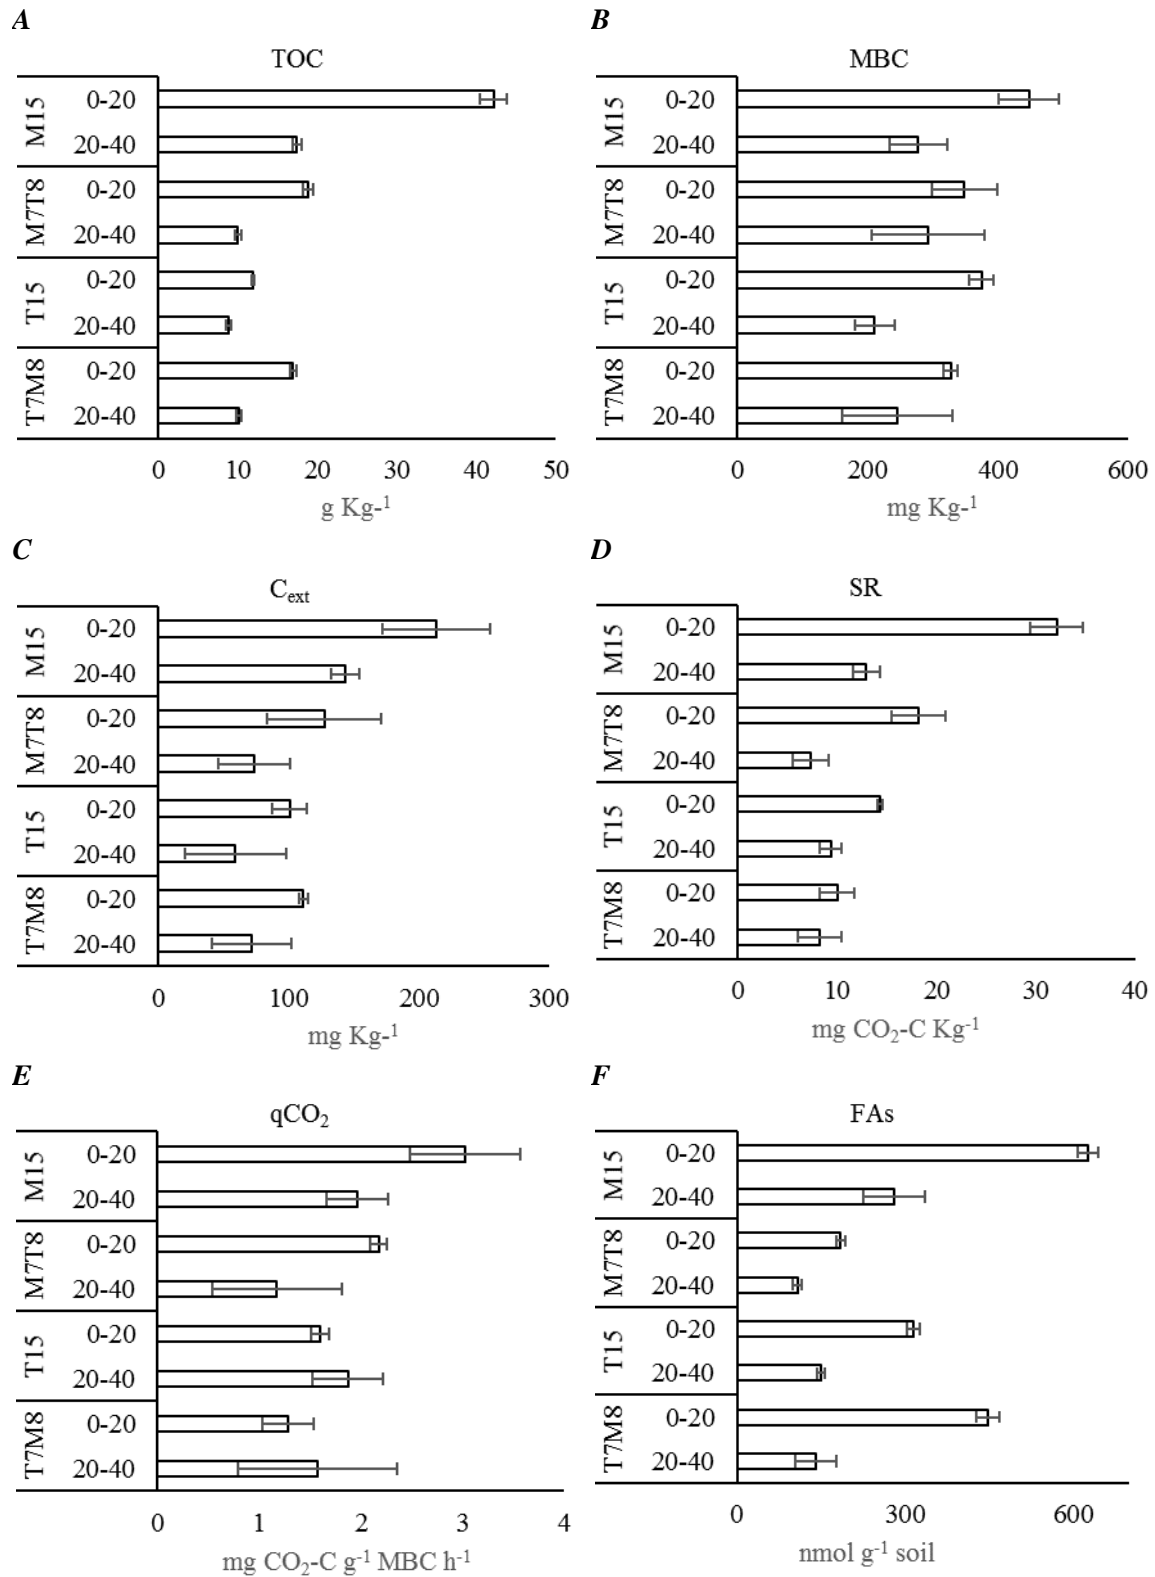 A
TOC
M15
0-20
20-40
M7T8
0-20
20-40
T15
0-20
20-40
T7M8
0-20
20-40
0 10 20 30 40 50
g Kg-¹
B
MBC
M15
0-20
20-40
M7T8
0-20
20-40
T15
0-20
20-40
T7M8
0-20
20-40
0 200 400 600
mg Kg-¹
C
Cₑₓₜ
M15
0-20
20-40
M7T8
0-20
20-40
T15
0-20
20-40
T7M8
0-20
20-40
0 100 200 300
mg Kg-¹
D
SR
M15
0-20
20-40
M7T8
0-20
20-40
T15
0-20
20-40
T7M8
0-20
20-40
0 10 20 30 40
mg CO₂-C Kg⁻¹
E
qCO₂
M15
0-20
20-40
M7T8
0-20
20-40
T15
0-20
20-40
T7M8
0-20
20-40
0 1 2 3 4
mg CO₂-C g⁻¹ MBC h⁻¹
F
FAs
M15
0-20
20-40
M7T8
0-20
20-40
T15
0-20
20-40
T7M8
0-20
20-40
0 300 600
nmol g⁻¹ soil